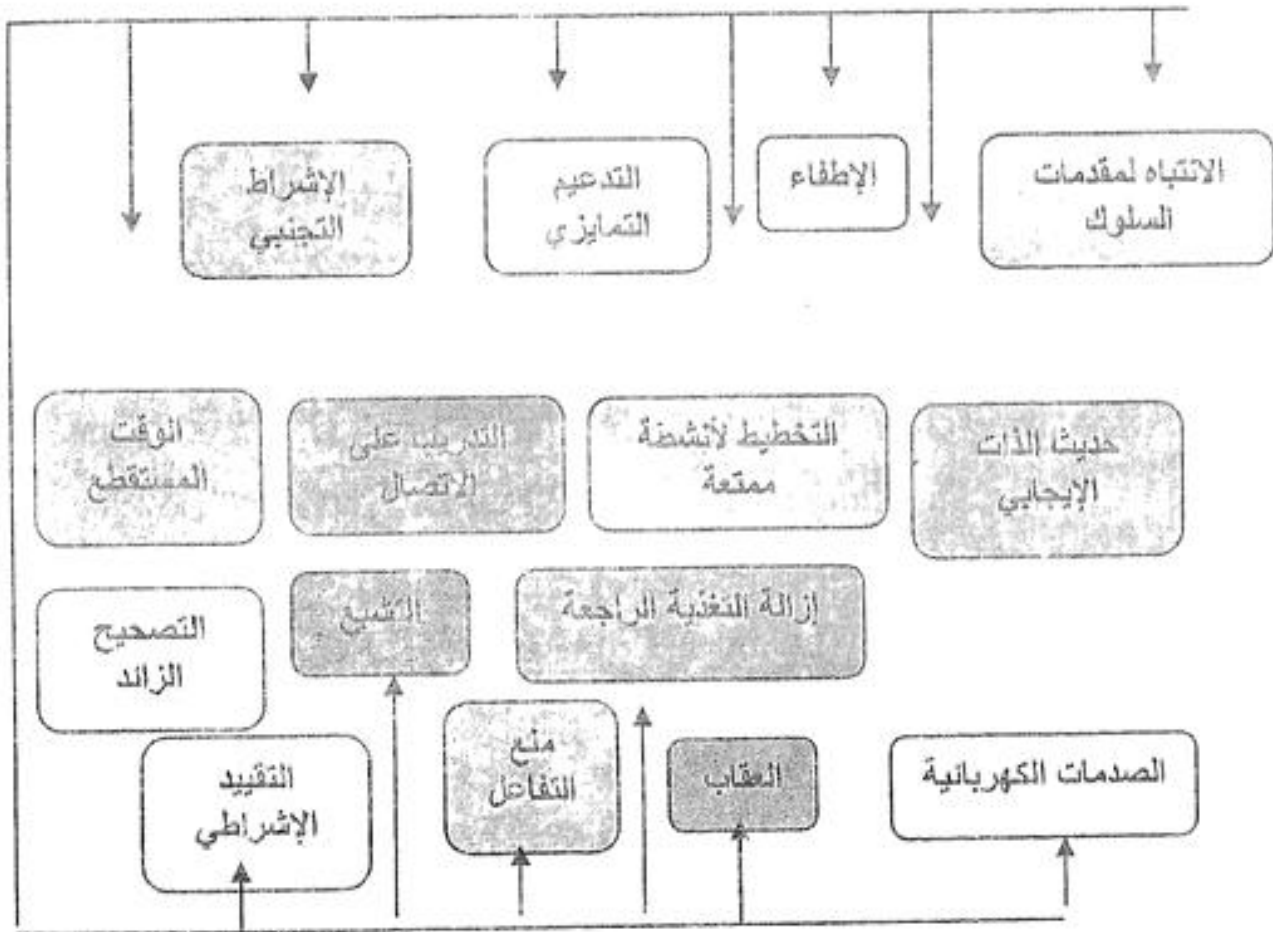 الانتباه لمقدمات
السلوك
الإطفاء
التدعيم
التمايزي
الإشراط
التجنبي
حديث الذات
الإيجابي
التخطيط لأنشطة
ممتعة
التدريب على
الاتصال
الوقت
المستقطع
إزالة التغذية الراجعة
التشبع
التصحيح
الزائد
الصدمات الكهربائية
العقاب
منع
التفاعل
التقييد
الإشراطي